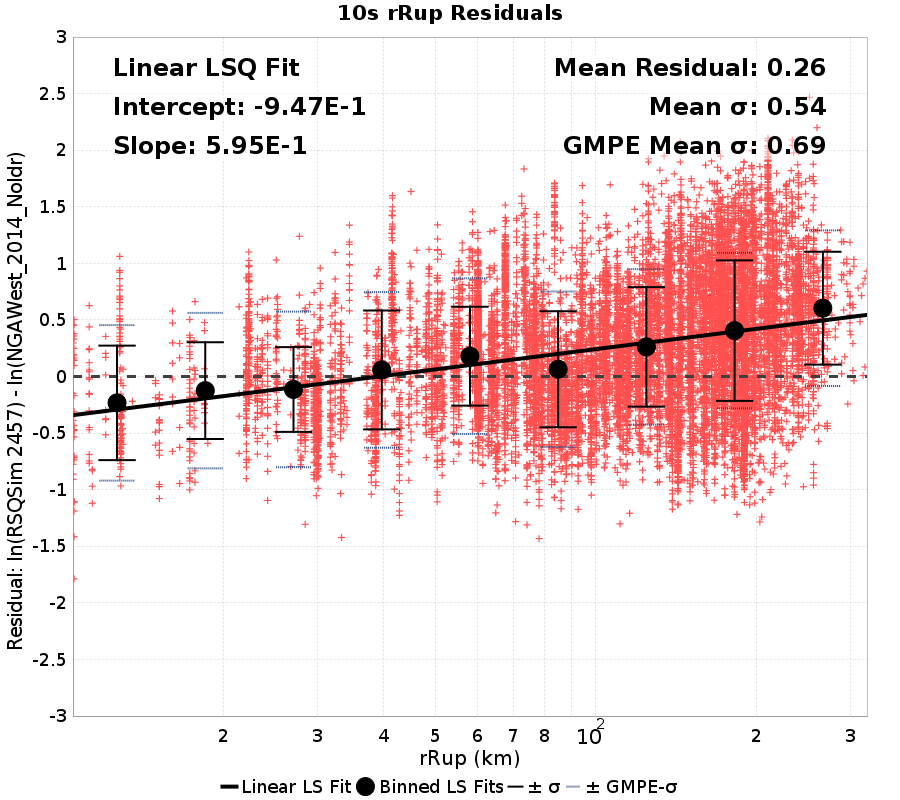 10s rRup Residuals
Linear LSQ Fit
Intercept: -9.47E-1
Slope: 5.95E-1
Mean Residual: 0.26
Mean σ: 0.54
GMPE Mean σ: 0.69
Residual: ln(RSQSim 2457) - ln(NGAWest_2014_NoIdr)
3
2.5
2
1.5
1
0.5
0
-0.5
-1
-1.5
-2
-2.5
-3
2 3 4 5 6 7 8 10² 2 3
rRup (km)
Linear LS Fit Binned LS Fits ± σ ± GMPE-σ